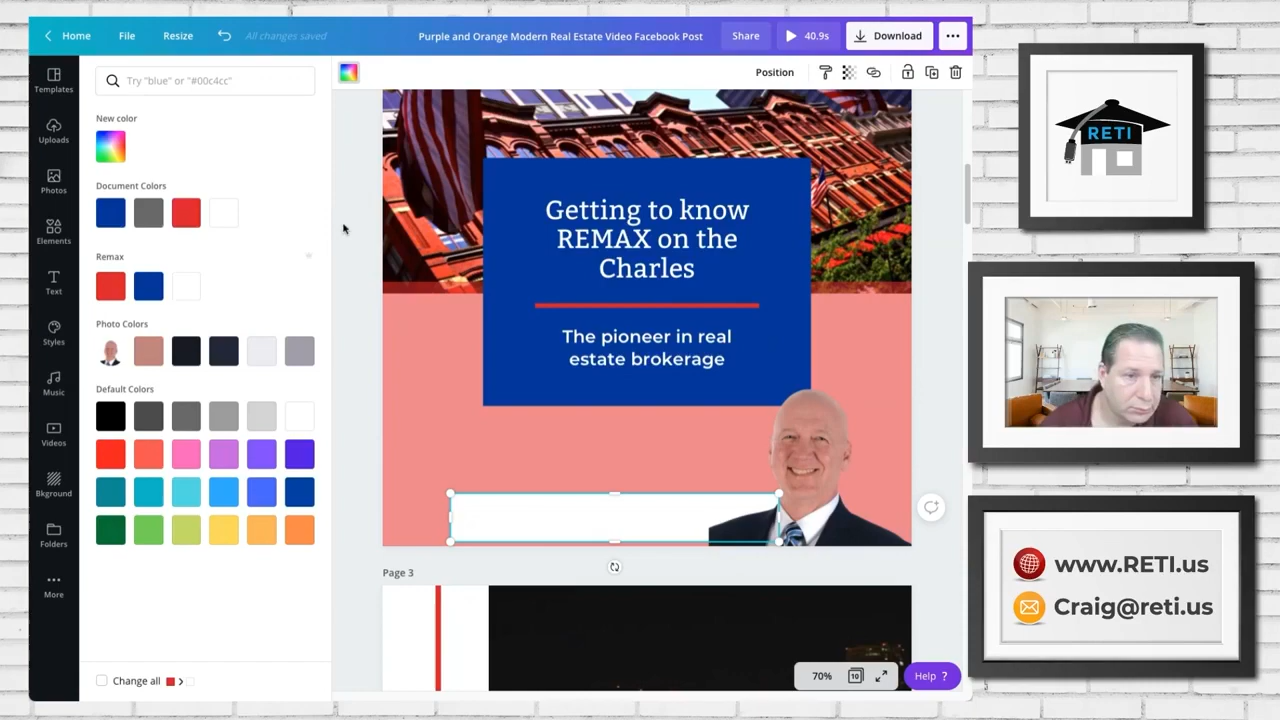 Home
File
Resize
All changes saved
Purple and Orange Modern Real Estate Video Facebook Post
Share
40.9s
Download
Templates
Uploads
Photos
Elements
Text
Styles
Music
Videos
Bkground
Folders
More
Try "blue" or "#00c4cc"
New color
Document Colors
Remax
Photo Colors
Default Colors
Change all
Position
Getting to know
REMAX on the
Charles
The pioneer in real
estate brokerage
Page 3
70%
10
Help ?
RETI
www.RETI.us
Craig@reti.us